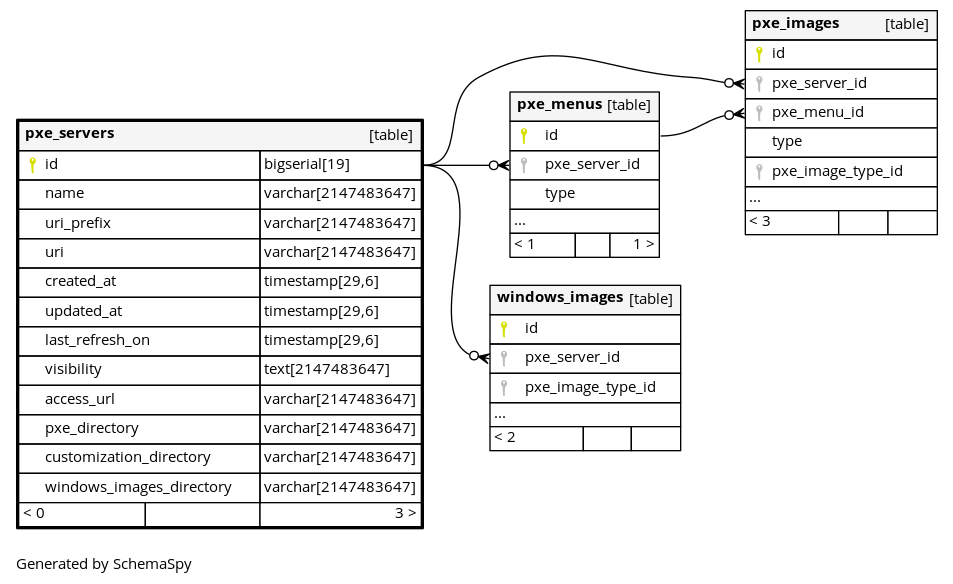 pxe_servers [table]
id bigserial[19]
name varchar[2147483647]
uri_prefix varchar[2147483647]
uri varchar[2147483647]
created_at timestamp[29,6]
updated_at timestamp[29,6]
last_refresh_on timestamp[29,6]
visibility text[2147483647]
access_url varchar[2147483647]
pxe_directory varchar[2147483647]
customization_directory varchar[2147483647]
windows_images_directory varchar[2147483647]
< 0 3 >
pxe_menus [table]
id
pxe_server_id
type
...
< 1 1 >
windows_images [table]
id
pxe_server_id
pxe_image_type_id
...
< 2
pxe_images [table]
id
pxe_server_id
pxe_menu_id
type
pxe_image_type_id
...
< 3
Generated by SchemaSpy